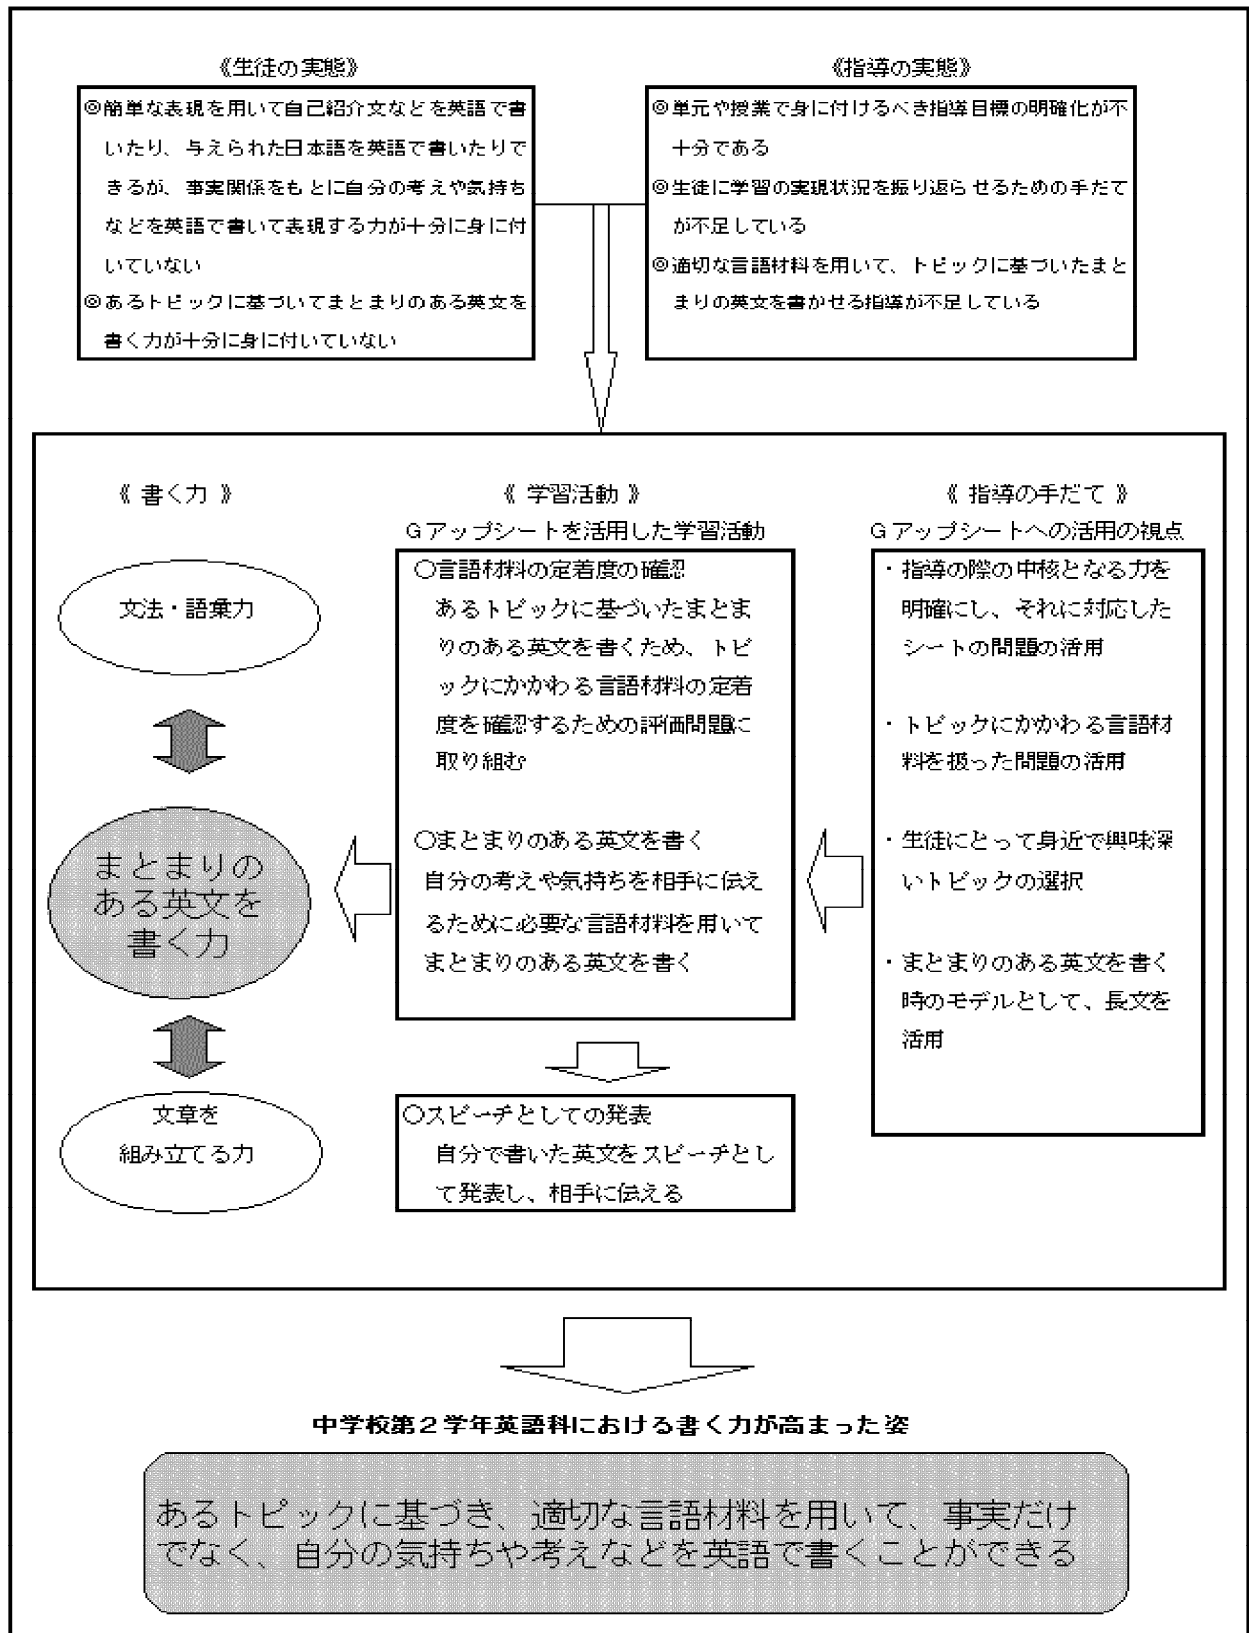 《生徒の実態》
◎簡単な表現を用いて自己紹介文などを英語で書
いたり、与えられた日本語を英語で書いたりで
きるが、事実関係をもとに自分の考えや気持ち
などを英語で書いて表現する力が十分に身に付
いていない
◎あるトピックに基づいてまとまりのある英文を
書く力が十分に身に付いていない
《指導の実態》
◎単元や授業で身に付けるべき指導目標の明確化が不
十分である
◎生徒に学習の実現状況を振り返らせるための手だて
が不足している
◎適切な言語材料を用いて、トピックに基づいたまと
まりの英文を書かせる指導が不足している
《 書く力 》
文法・語彙力
まとまりの
ある英文を
書く力
文章を
組み立てる力
《 学習活動 》
Gアップシートを活用した学習活動
○言語材料の定着度の確認
あるトピックに基づいたまとま
りのある英文を書くため、トピ
ックにかかわる言語材料の定着
度を確認するための評価問題に
取り組む
○まとまりのある英文を書く
自分の考えや気持ちを相手に伝え
るために必要な言語材料を用いて
まとまりのある英文を書く
○スピーチとしての発表
自分で書いた英文をスピーチとし
て発表し、相手に伝える
《 指導の手だて 》
Gアップシートへの活用の視点
・指導の際の中核となる力を
明確にし、それに対応した
シートの問題の活用
・トピックにかかわる言語材
料を扱った問題の活用
・生徒にとって身近で興味深
いトピックの選択
・まとまりのある英文を書く
時のモデルとして、長文を
活用
中学校第2学年英語科における書く力が高まった姿
あるトピックに基づき、適切な言語材料を用いて、事実だけ
でなく、自分の気持ちや考えなどを英語で書くことができる